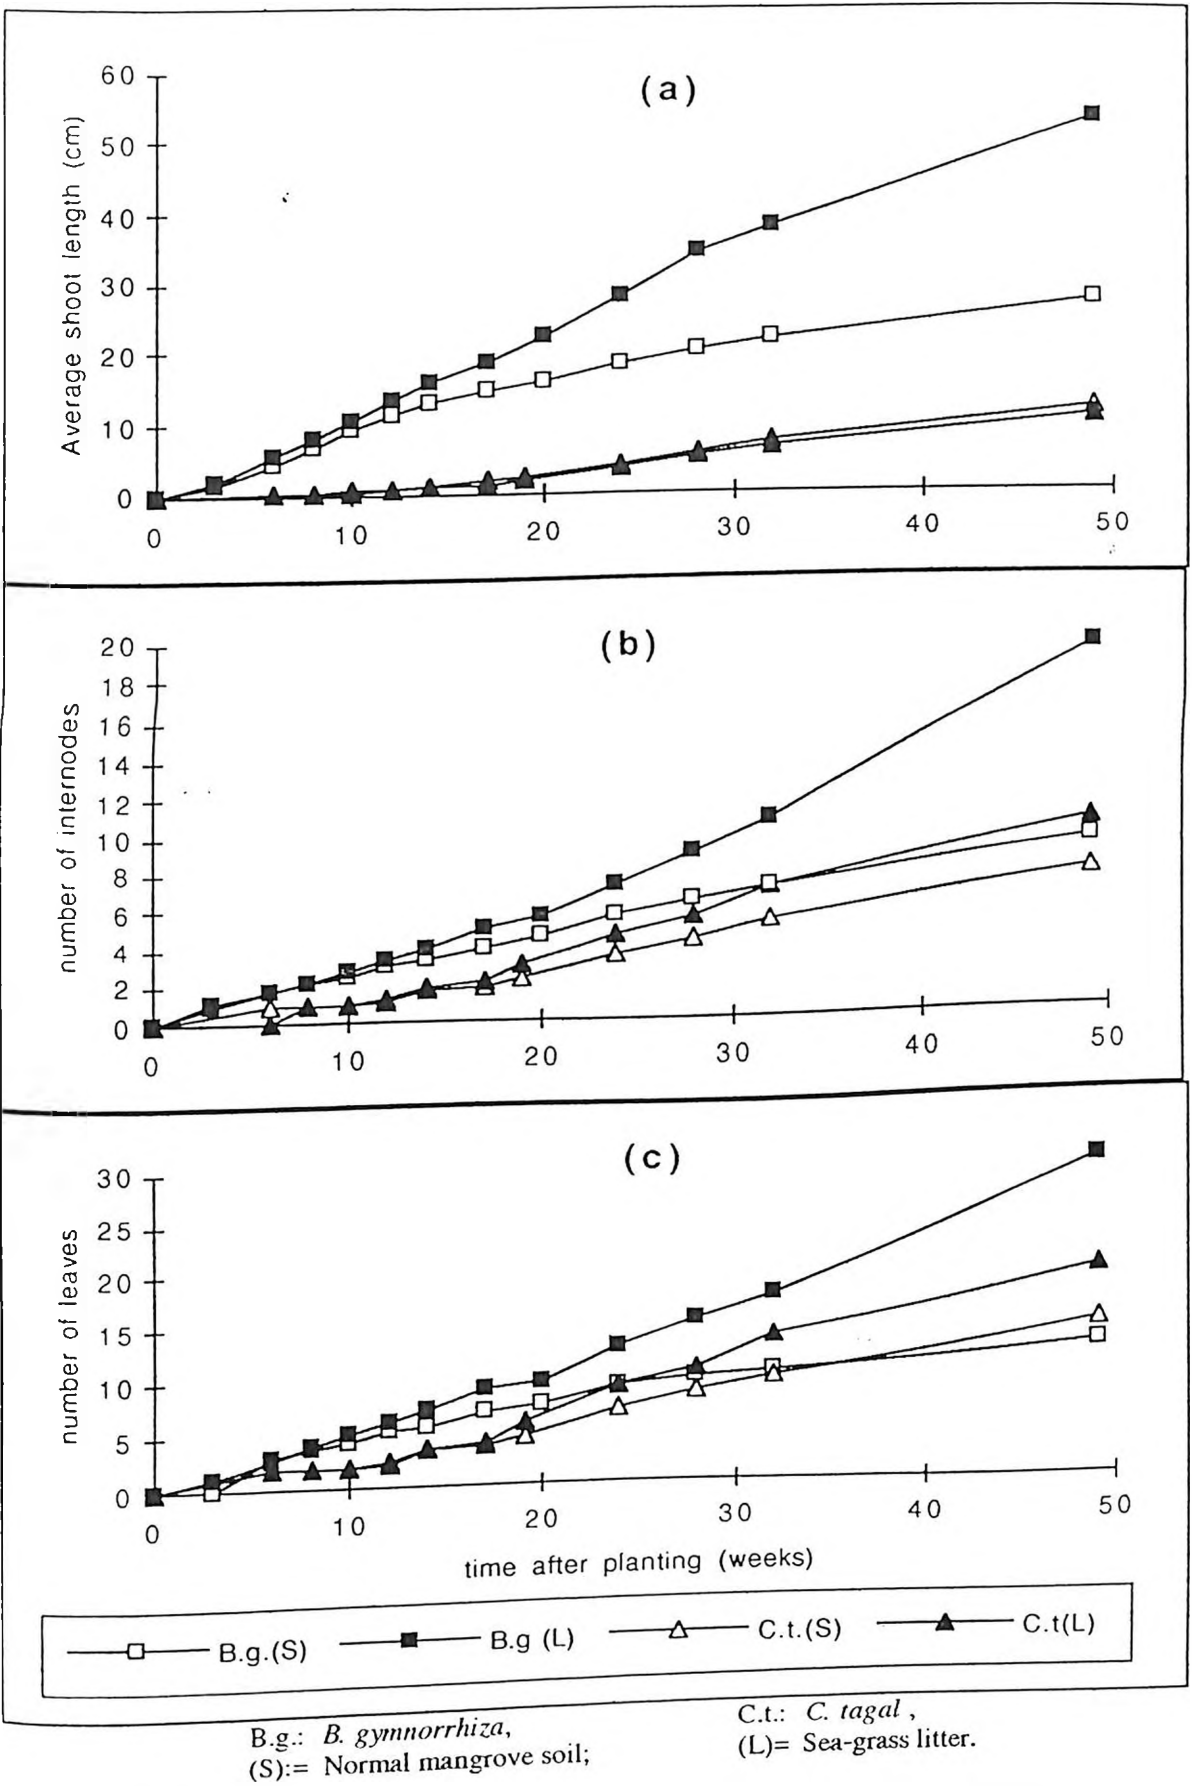 (a)
Average shoot length (cm)
60
50
40
30
20
10
0
0 10 20 30 40 50
(b)
number of internodes
20
18
16
14
12
10
8
6
4
2
0
0 10 20 30 40 50
(c)
number of leaves
30
25
20
15
10
5
0
0 10 20 30 40 50
time after planting (weeks)
B.g.(S) B.g (L) C.t.(S) C.t(L)
B.g.: B. gymnorrhiza, C.t.: C. tagal ,
(S):= Normal mangrove soil; (L)= Sea-grass litter.